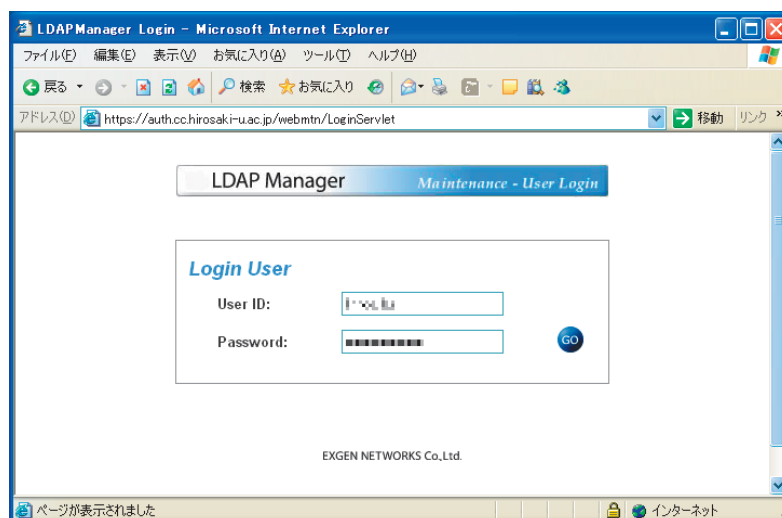 LDAPManager Login - Microsoft Internet Explorer
ファイル(F) 編集(E) 表示(V) お気に入り(A) ツール(T) ヘルプ(H)
戻る 検索 お気に入り
アドレス(D) https://auth.cc.hirosaki-u.ac.jp/webmtn/LoginServlet 移動 リンク »
LDAP Manager Maintenance - User Login
Login User
User ID:
Password:
GO
EXGEN NETWORKS Co.,Ltd.
ページが表示されました インターネット